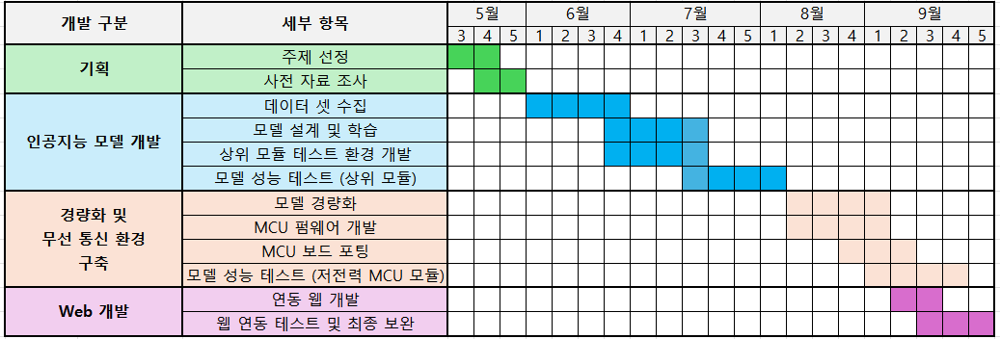 개발 구분 세부 항목 5월 6월 7월 8월 9월
3 4 5 1 2 3 4 1 2 3 4 5 1 2 3 4 1 2 3 4 5
기획
주제 선정
사전 자료 조사
인공지능 모델 개발
데이터 셋 수집
모델 설계 및 학습
상위 모듈 테스트 환경 개발
모델 성능 테스트 (상위 모듈)
경량화 및
무선 통신 환경
구축
모델 경량화
MCU 펌웨어 개발
MCU 보드 포팅
모델 성능 테스트 (저전력 MCU 모듈)
Web 개발
연동 웹 개발
웹 연동 테스트 및 최종 보완